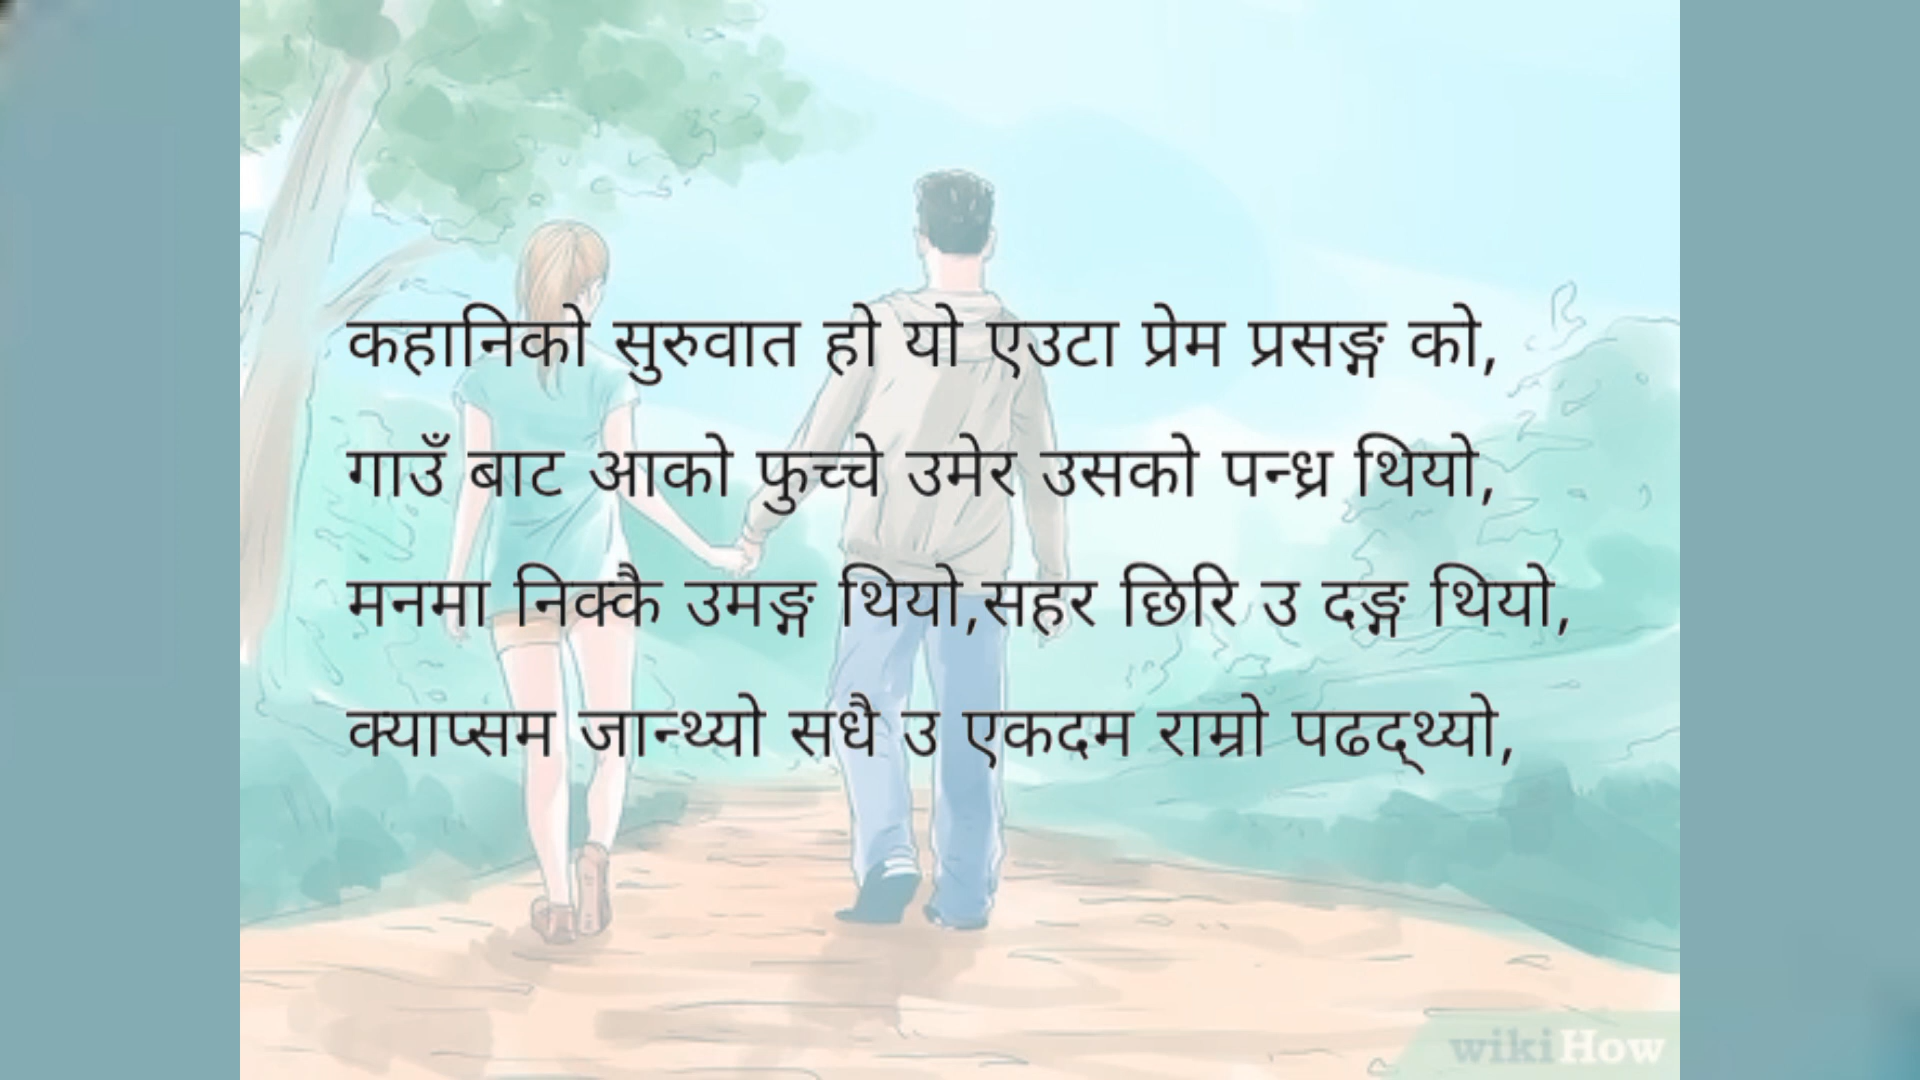 कहानिको सुरुवात हो यो एउटा प्रेम प्रसङ्ग को,
गाउँ बाट आको फुच्चे उमेर उसको पन्ध्र थियो,
मनमा निक्कै उमङ्ग थियो,सहर छिरि उ दङ्ग थियो,
क्याप्सम जान्थ्यो सधै उ एकदम राम्रो पढद्थ्यो,
wikiHow